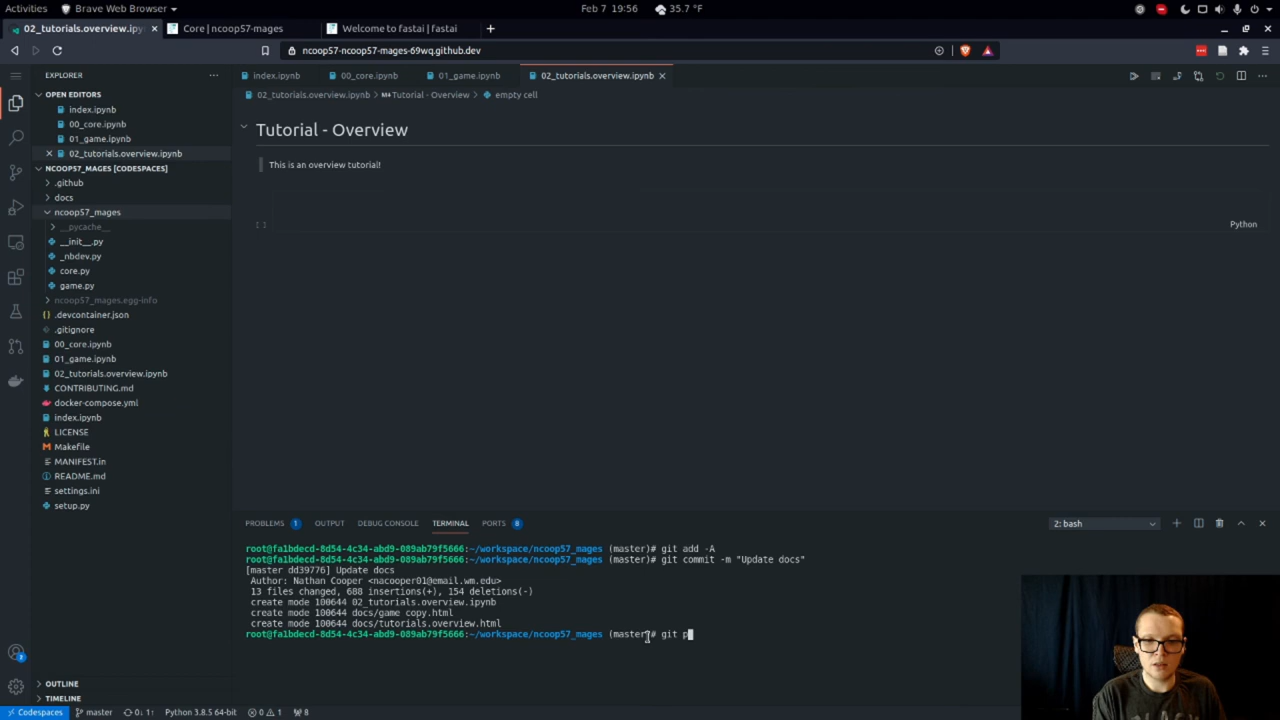 Activities
Brave Web Browser
Feb 7 19:56
35.7 °F
02_tutorials.overview.ipy
Core | ncoop57_mages
Welcome to fastai | fastai
ncoop57-ncoop57-mages-69wq.github.dev
EXPLORER
index.ipynb
00_core.ipynb
01_game.ipynb
02_tutorials.overview.ipynb
OPEN EDITORS
index.ipynb
00_core.ipynb
01_game.ipynb
02_tutorials.overview.ipynb
NCOOP57_MAGES [CODESPACES]
.github
docs
ncoop57_mages
__pycache__
__init__.py
_nbdev.py
core.py
game.py
ncoop57_mages.egg-info
.devcontainer.json
.gitignore
00_core.ipynb
01_game.ipynb
02_tutorials.overview.ipynb
CONTRIBUTING.md
docker-compose.yml
index.ipynb
LICENSE
Makefile
MANIFEST.in
README.md
settings.ini
setup.py
OUTLINE
TIMELINE
02_tutorials.overview.ipynb > M↓Tutorial - Overview > empty cell
Tutorial - Overview
This is an overview tutorial!
[ ]
Python
PROBLEMS 1 OUTPUT DEBUG CONSOLE TERMINAL PORTS 8
2: bash
root@fa1bdecd-8d54-4c34-abd9-089ab79f5666:~/workspace/ncoop57_mages (master)# git add -A
root@fa1bdecd-8d54-4c34-abd9-089ab79f5666:~/workspace/ncoop57_mages (master)# git commit -m "Update docs"
[master dd39776] Update docs
Author: Nathan Cooper <nacooper01@email.wm.edu>
13 files changed, 688 insertions(+), 154 deletions(-)
create mode 100644 02_tutorials.overview.ipynb
create mode 100644 docs/game copy.html
create mode 100644 docs/tutorials.overview.html
root@fa1bdecd-8d54-4c34-abd9-089ab79f5666:~/workspace/ncoop57_mages (master)# git p
Codespaces
master
0↓ 1↑
Python 3.8.5 64-bit
0
1
8